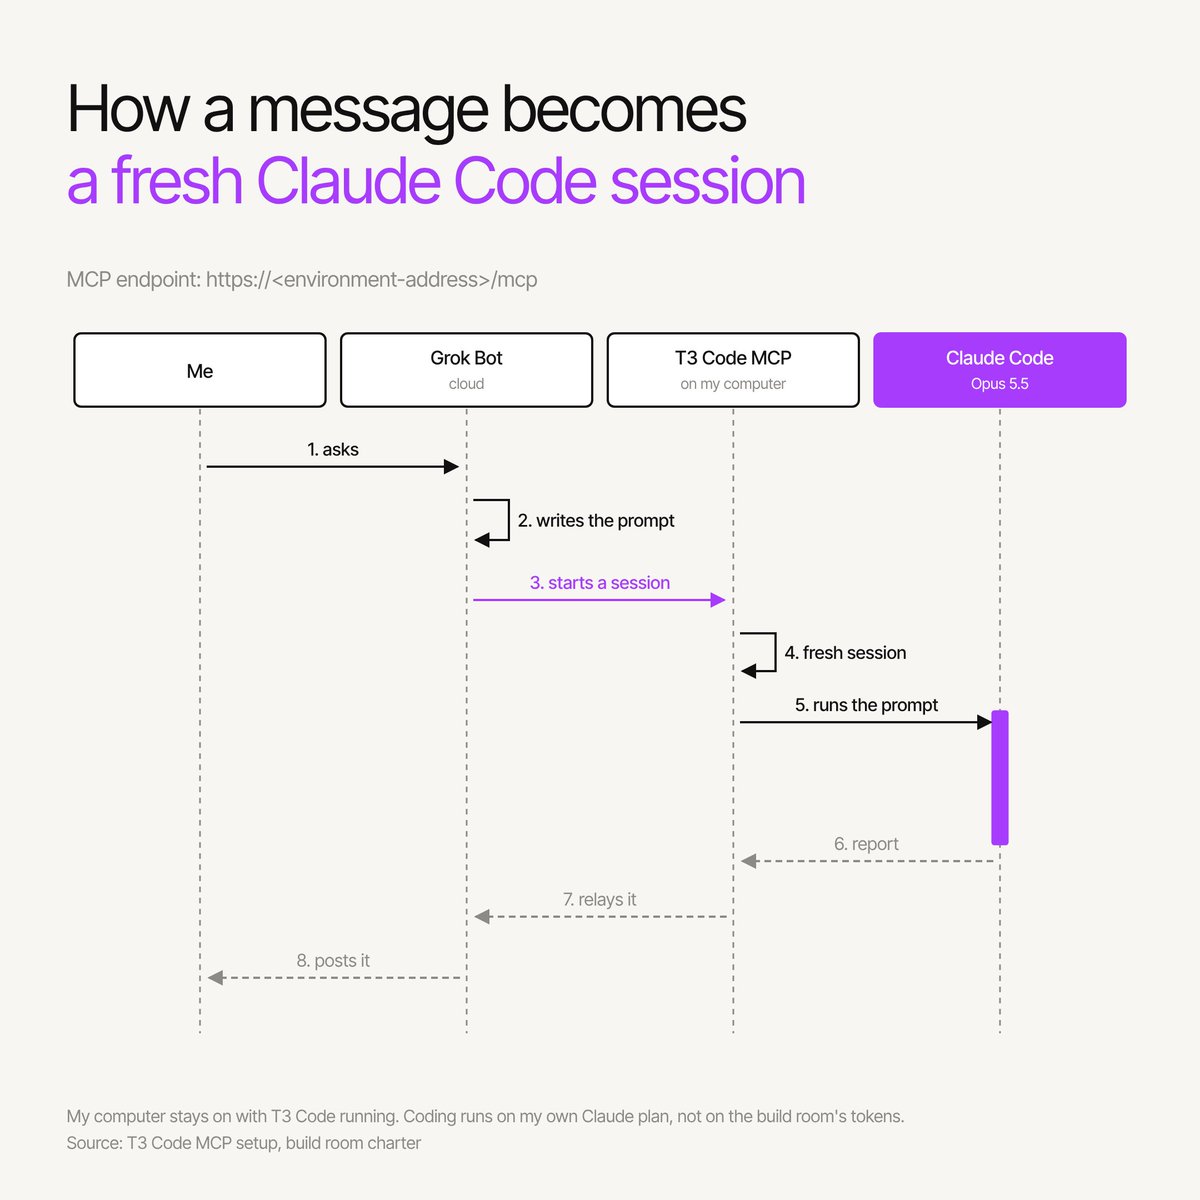 How a message becomes
a fresh Claude Code session
MCP endpoint: https://<environment-address>/mcp
Me
Grok Bot
cloud
T3 Code MCP
on my computer
Claude Code
Opus 5.5
1. asks
2. writes the prompt
3. starts a session
4. fresh session
5. runs the prompt
6. report
7. relays it
8. posts it
My computer stays on with T3 Code running. Coding runs on my own Claude plan, not on the build room's tokens.
Source: T3 Code MCP setup, build room charter